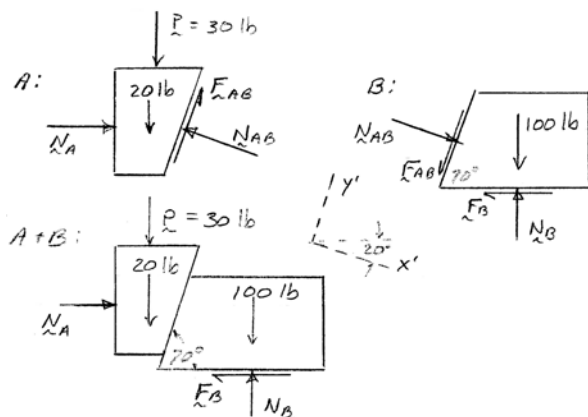 P = 30 lb
A:
20 lb
F_AB
N_A
N_AB
B:
N_AB
100 lb
F_AB
70°
F_B
N_B
y'
20°
x'
A+B:
P = 30 lb
20 lb
100 lb
N_A
70°
F_B
N_B